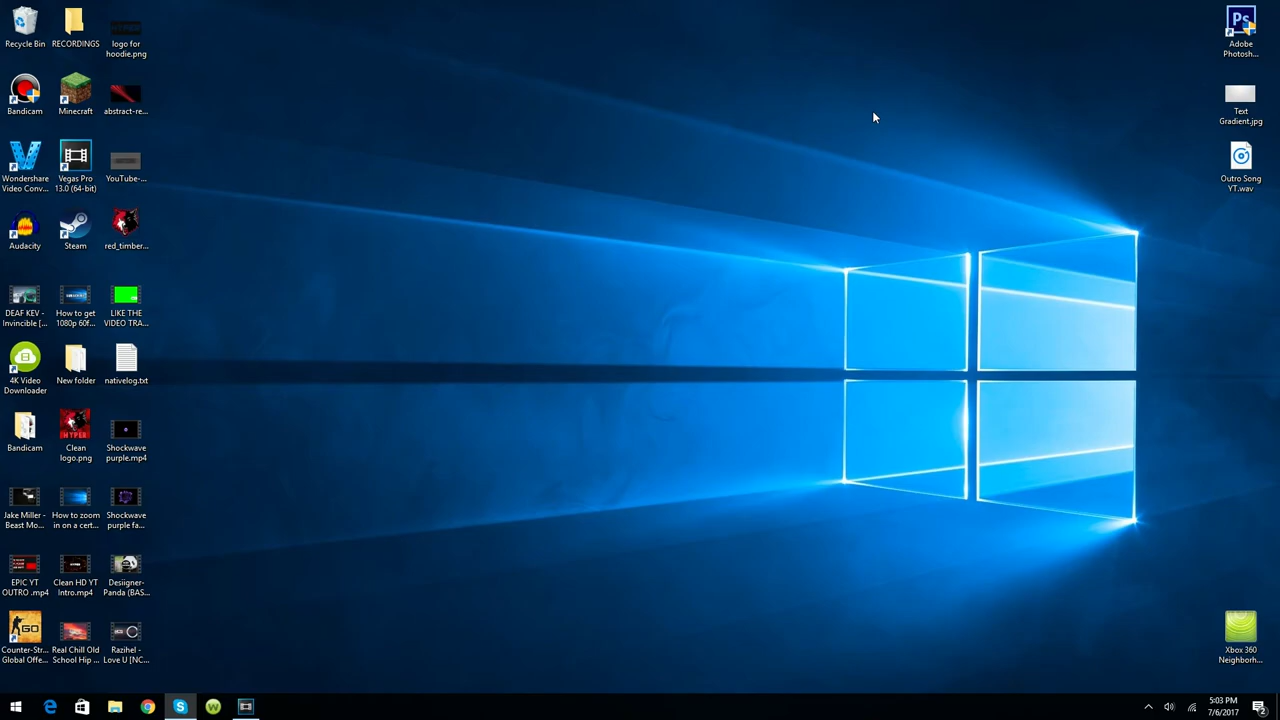 Recycle Bin
RECORDINGS
logo for
hoodie.png
Bandicam
Minecraft
abstract-re...
Wondershare
Video Conv...
Vegas Pro
13.0 (64-bit)
YouTube-...
Audacity
Steam
red_timber...
DEAF KEV -
Invincible [...
How to get
1080p 60f...
LIKE THE
VIDEO TRA...
4K Video
Downloader
New folder
nativelog.txt
Bandicam
Clean
logo.png
Shockwave
purple.mp4
HYPER
Jake Miller -
Beast Mo...
How to zoom
in on a cert...
Shockwave
purple fa...
EPIC YT
OUTRO .mp4
Clean HD YT
Intro.mp4
Desiigner-
Panda (BAS...
GO
Counter-Str...
Global Offe...
Real Chill Old
School Hip ...
Razihel -
Love U [NC...
Ps
Adobe
Photosh...
Text
Gradient.jpg
Outro Song
YT.wav
Xbox 360
Neighborh...
5:03 PM
7/6/2017
2